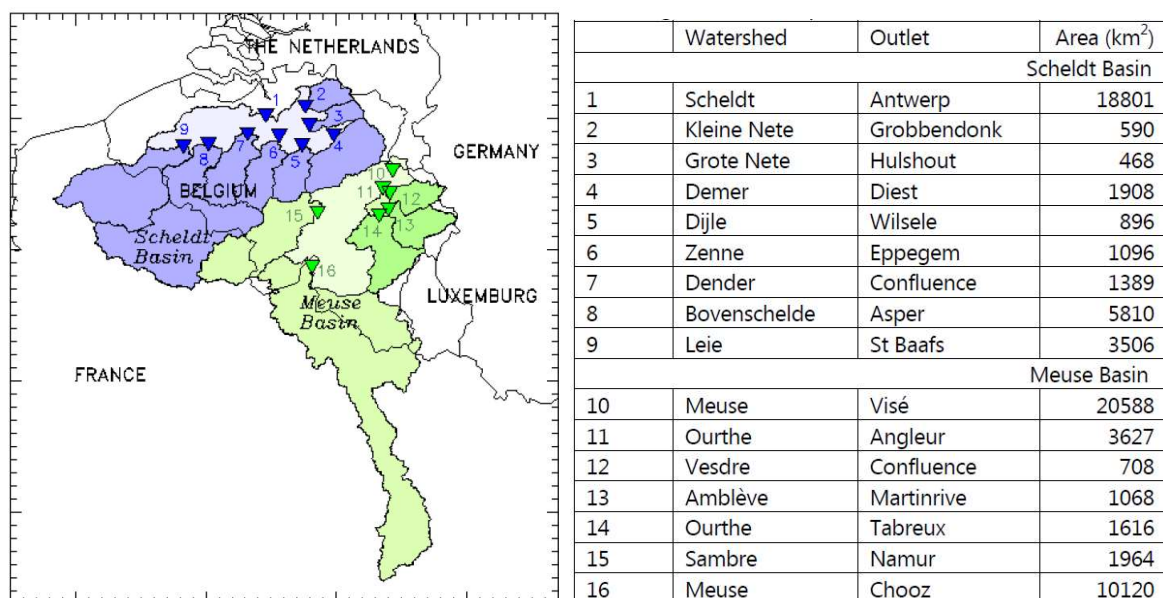 THE NETHERLANDS
1
2
3
9
7
4
8
6
5
GERMANY
10
BELGIUM
11
12
15
13
14
Scheldt
Basin
16
LUXEMBURG
Meuse
Basin
FRANCE
Watershed Outlet Area (km²)
Scheldt Basin
1 Scheldt Antwerp 18801
2 Kleine Nete Grobbendonk 590
3 Grote Nete Hulshout 468
4 Demer Diest 1908
5 Dijle Wilsele 896
6 Zenne Eppegem 1096
7 Dender Confluence 1389
8 Bovenschelde Asper 5810
9 Leie St Baafs 3506
Meuse Basin
10 Meuse Visé 20588
11 Ourthe Angleur 3627
12 Vesdre Confluence 708
13 Amblève Martinrive 1068
14 Ourthe Tabreux 1616
15 Sambre Namur 1964
16 Meuse Chooz 10120